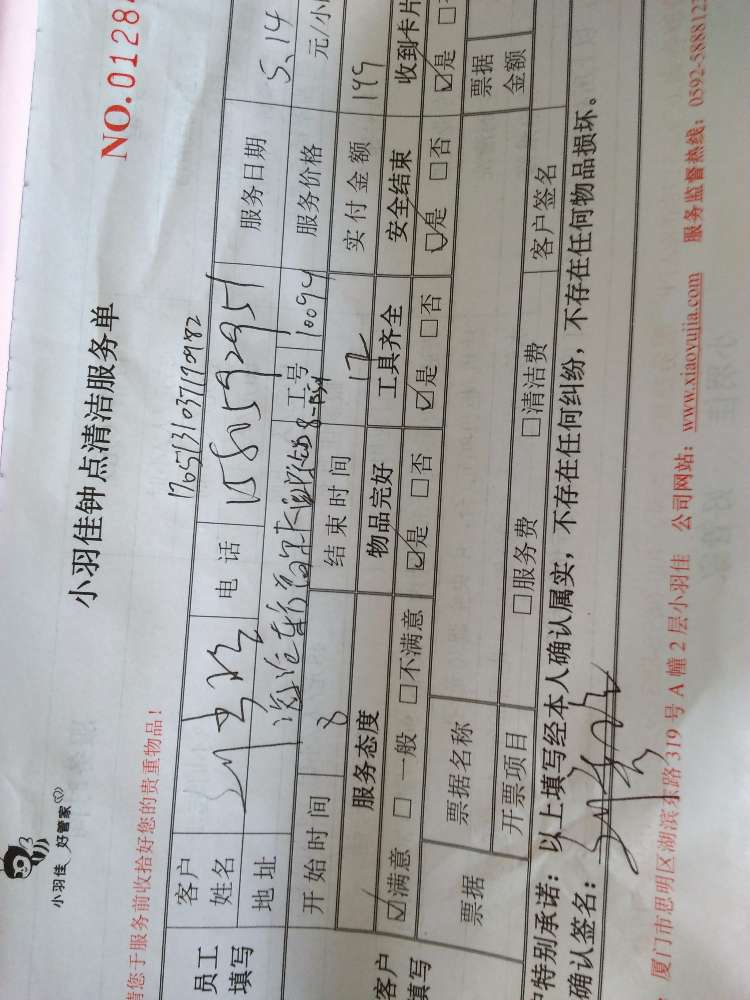 小羽佳 好管家
小羽佳钟点清洁服务单
NO.0128
请您于服务前收拾好您的贵重物品！
员工填写
客户姓名
电话
服务日期 5.14
地址
工号 10094
服务价格 元/小
开始时间 8 结束时间 12 实付金额 199
客户填写
服务态度 物品完好 工具齐全 安全结束 收到卡片
☑满意 □一般 □不满意 ☑是 □否 ☑是 □否 ☑是 □否 ☑是 □否
票据 票据名称 票据金额
开票项目 □服务费 □清洁费 客户签名
特别承诺：以上填写经本人确认属实，不存在任何纠纷，不存在任何物品损坏。
确认签名：
厦门市思明区湖滨东路319号A幢2层小羽佳 公司网站：www.xiaoyujia.com 服务监督热线：0592-5888122